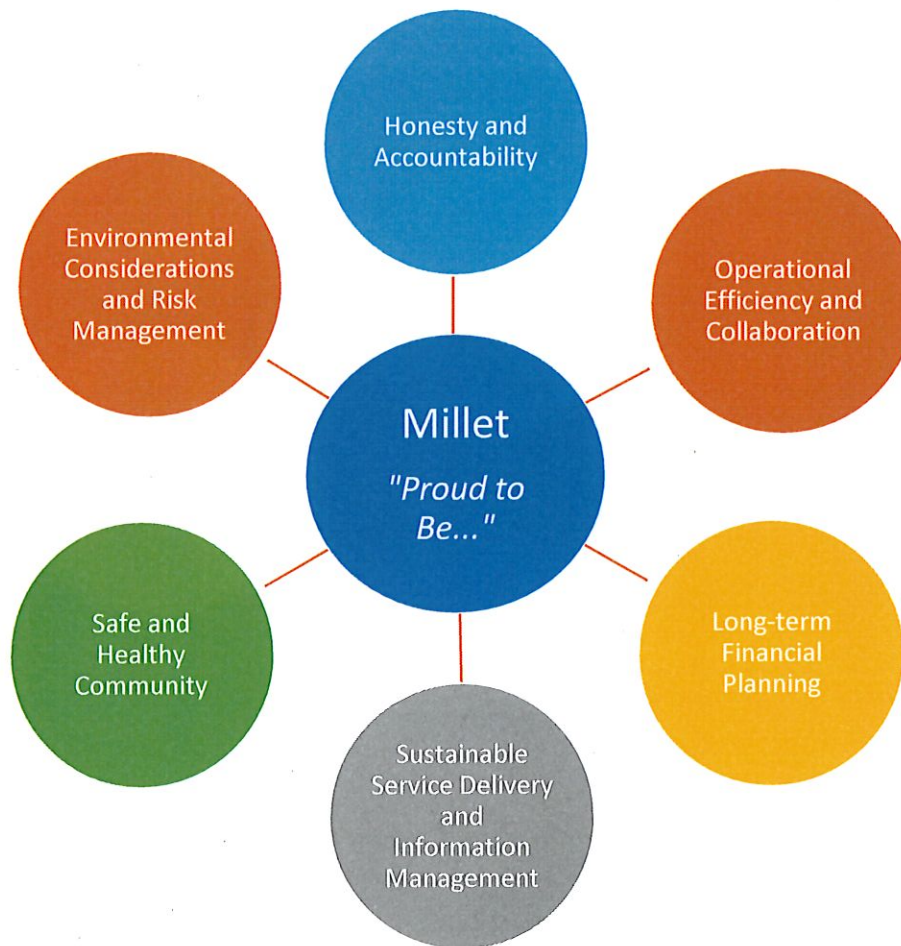 Honesty and
Accountability
Environmental
Considerations
and Risk
Management
Operational
Efficiency and
Collaboration
Millet
"Proud to
Be..."
Safe and
Healthy
Community
Long-term
Financial
Planning
Sustainable
Service Delivery
and
Information
Management